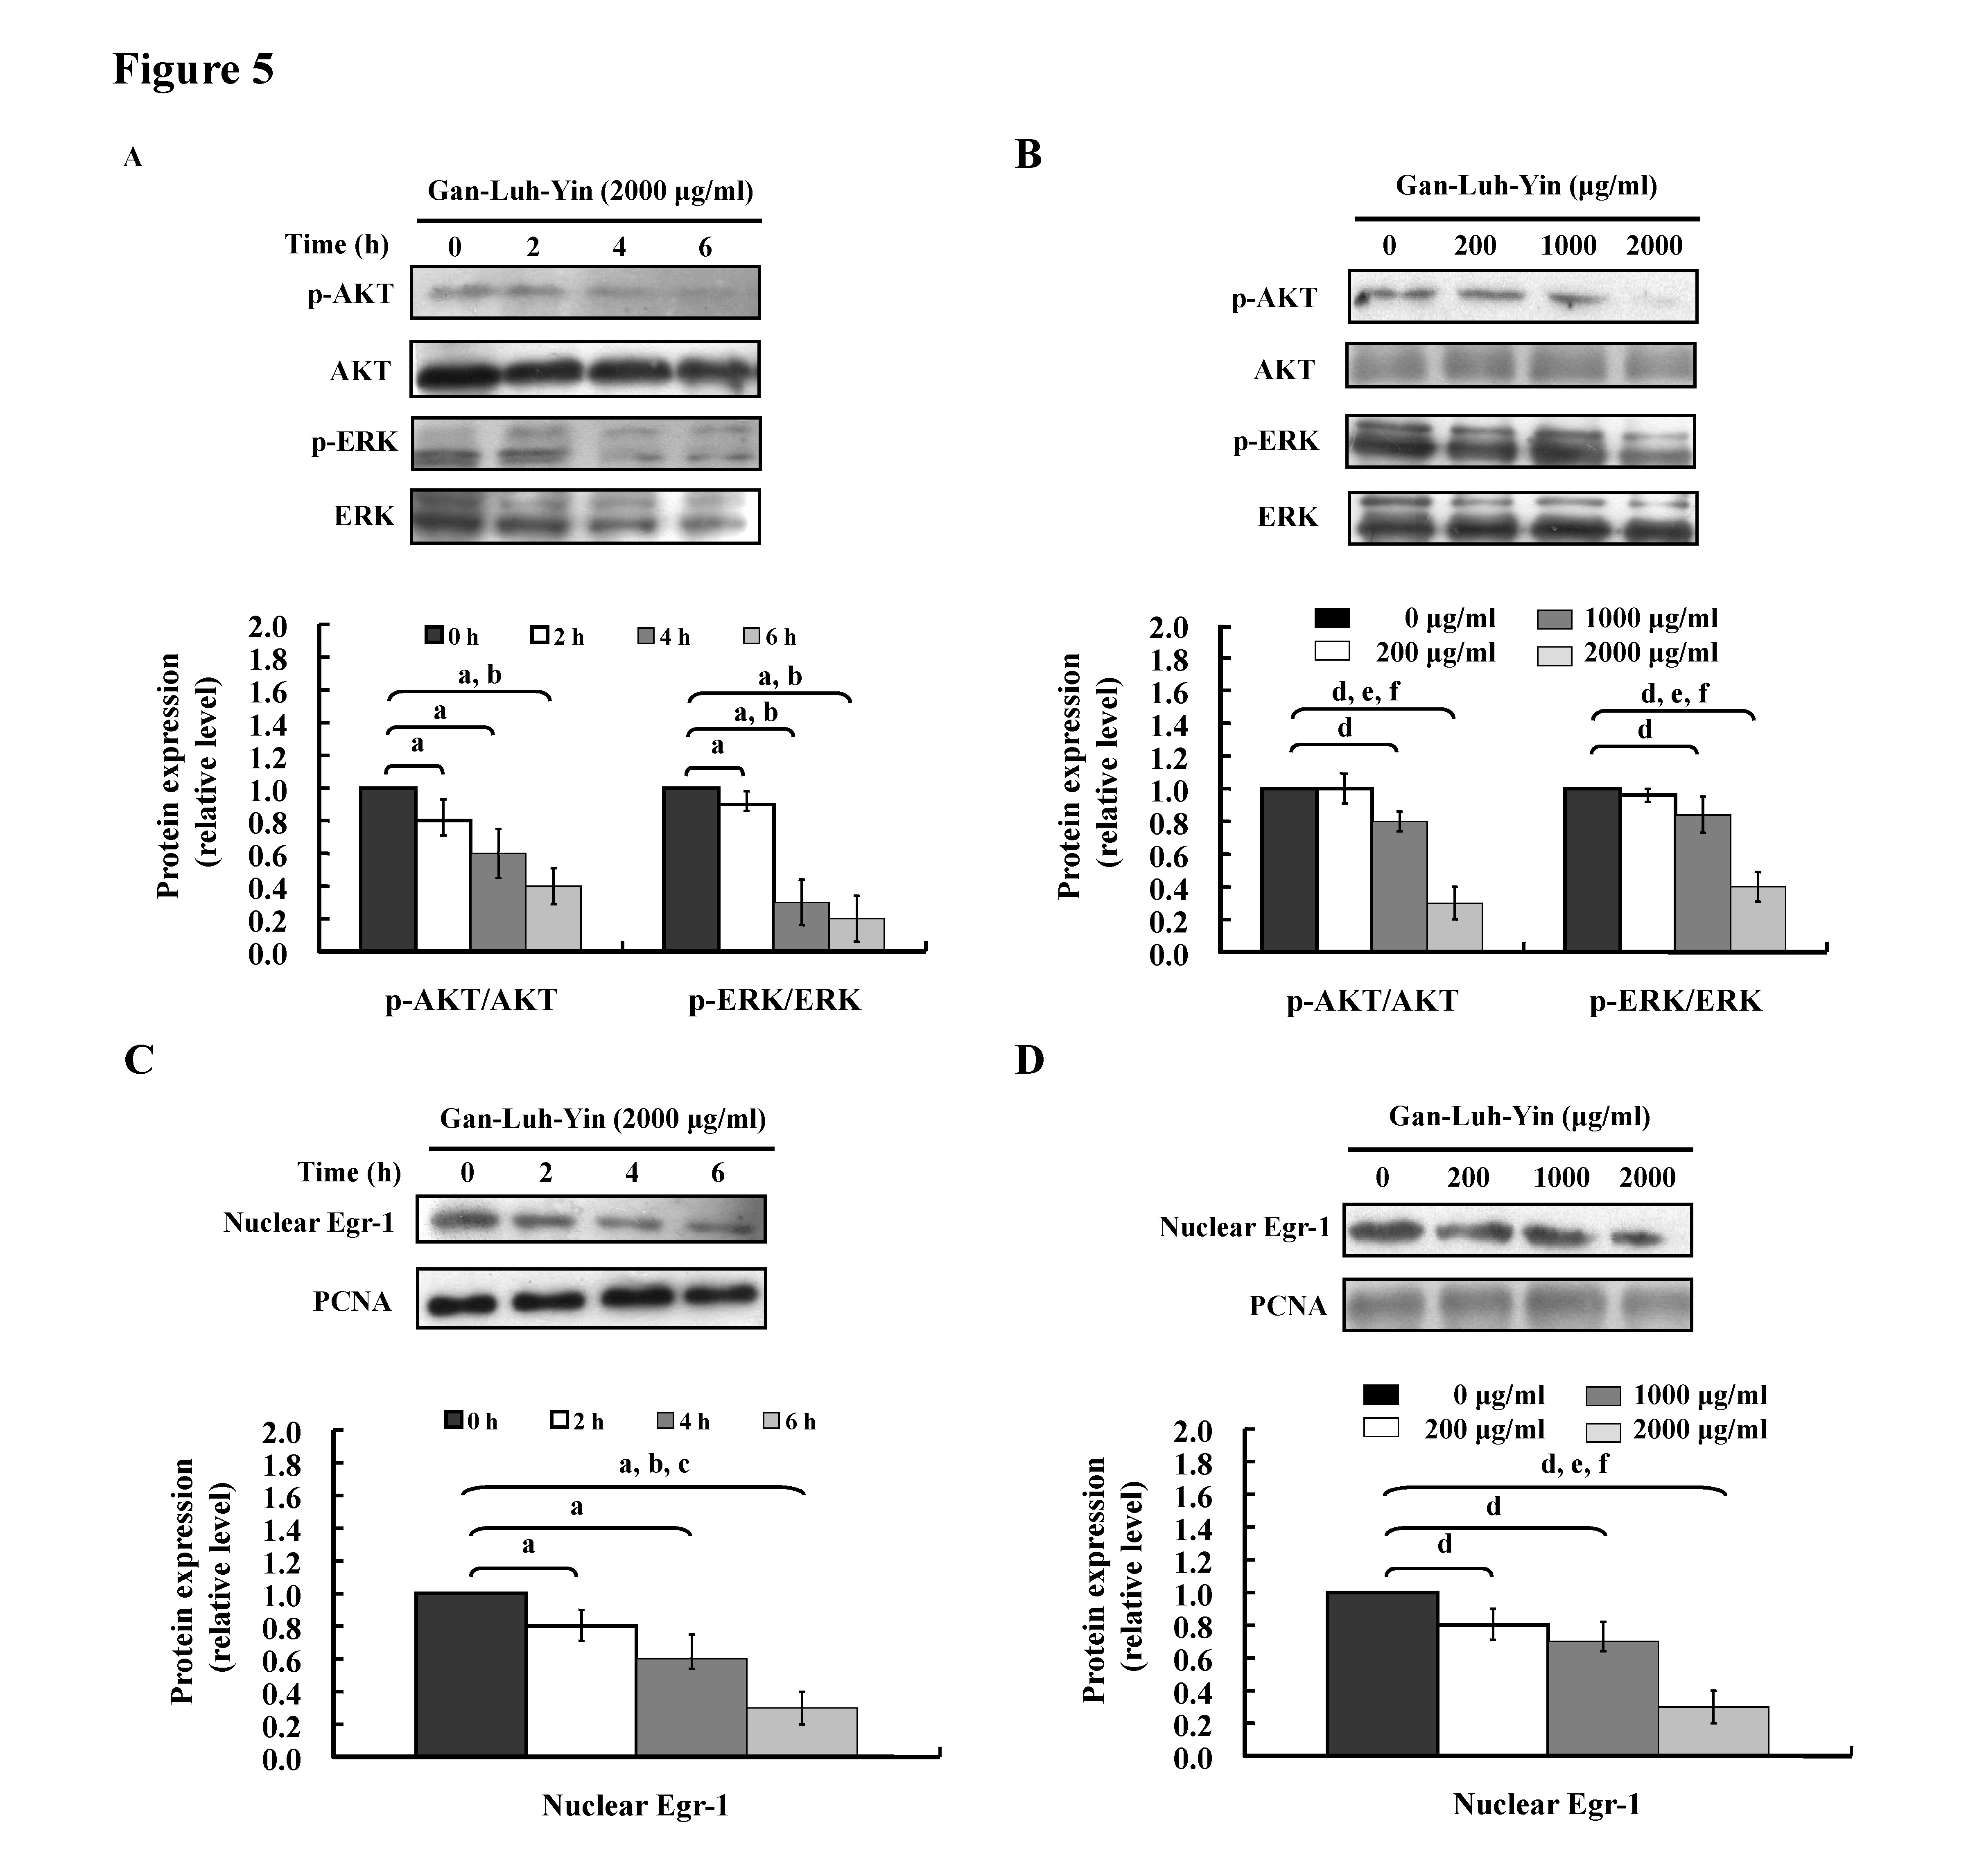 Figure 5
A
Gan-Luh-Yin (2000 µg/ml)
Time (h) 0 2 4 6
p-AKT
AKT
p-ERK
ERK
0 h 2 h 4 h 6 h
Protein expression
(relative level)
2.0
1.8
1.6
1.4
1.2
1.0
0.8
0.6
0.4
0.2
0.0
a, b
a
a
a, b
a, b
a
p-AKT/AKT p-ERK/ERK
B
Gan-Luh-Yin (µg/ml)
0 200 1000 2000
p-AKT
AKT
p-ERK
ERK
0 µg/ml 1000 µg/ml
200 µg/ml 2000 µg/ml
Protein expression
(relative level)
2.0
1.8
1.6
1.4
1.2
1.0
0.8
0.6
0.4
0.2
0.0
d, e, f
d
d, e, f
d
p-AKT/AKT p-ERK/ERK
C
Gan-Luh-Yin (2000 µg/ml)
Time (h) 0 2 4 6
Nuclear Egr-1
PCNA
0 h 2 h 4 h 6 h
Protein expression
(relative level)
2.0
1.8
1.6
1.4
1.2
1.0
0.8
0.6
0.4
0.2
0.0
a, b, c
a
a
Nuclear Egr-1
D
Gan-Luh-Yin (µg/ml)
0 200 1000 2000
Nuclear Egr-1
PCNA
0 µg/ml 1000 µg/ml
200 µg/ml 2000 µg/ml
Protein expression
(relative level)
2.0
1.8
1.6
1.4
1.2
1.0
0.8
0.6
0.4
0.2
0.0
d, e, f
d
d
Nuclear Egr-1